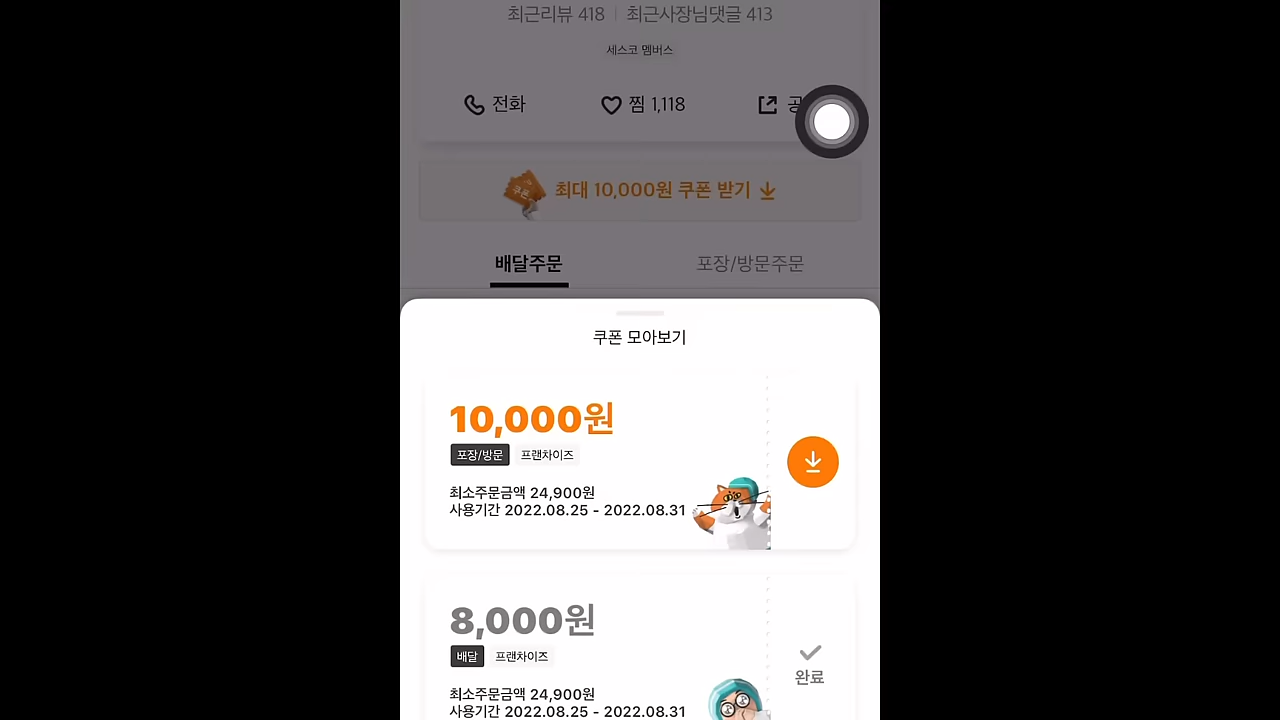 최근리뷰 418 최근사장님댓글 413
세스코 멤버스
전화 찜 1,118 공
쿠폰 최대 10,000원 쿠폰 받기
배달주문 포장/방문주문
쿠폰 모아보기
10,000원
포장/방문 프랜차이즈
최소주문금액 24,900원
사용기간 2022.08.25 - 2022.08.31
8,000원
배달 프랜차이즈
완료
최소주문금액 24,900원
사용기간 2022.08.25 - 2022.08.31